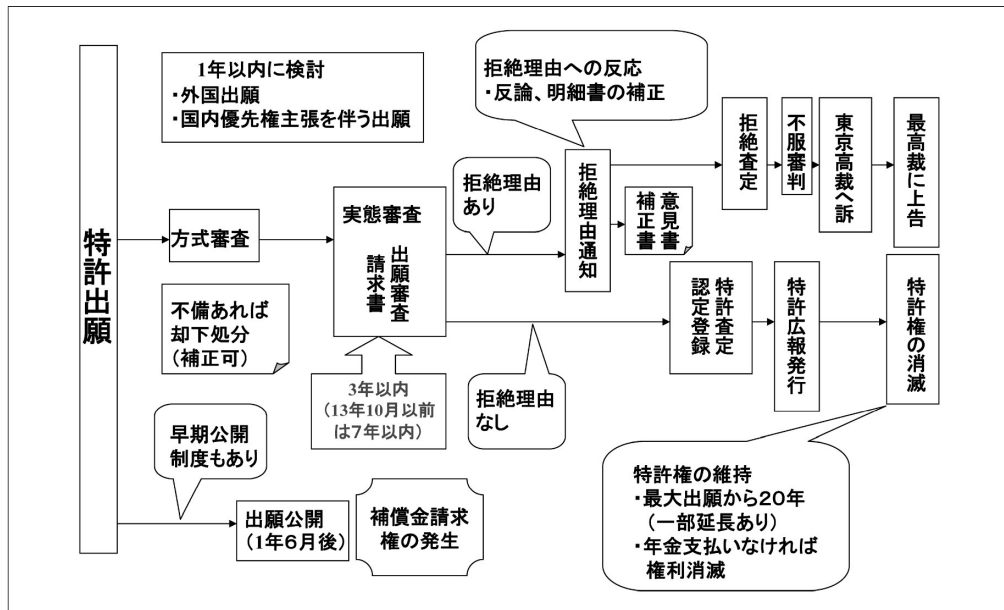 1年以内に検討
・外国出願
・国内優先権主張を伴う出願
拒絶理由への反応
・反論、明細書の補正
特許出願
方式審査
不備あれば
却下処分
(補正可)
実態審査
出願審査
請求書
3年以内
(13年10月以前
は7年以内)
拒絶理由
あり
拒絶理由
なし
拒絶理由通知
意見書
補正書
拒絶査定
不服審判
東京高裁へ訴
最高裁に上告
特許査定
認定登録
特許広報発行
特許権の消滅
早期公開
制度もあり
出願公開
(1年6月後)
補償金請求
権の発生
特許権の維持
・最大出願から20年
(一部延長あり)
・年金支払いなければ
権利消滅